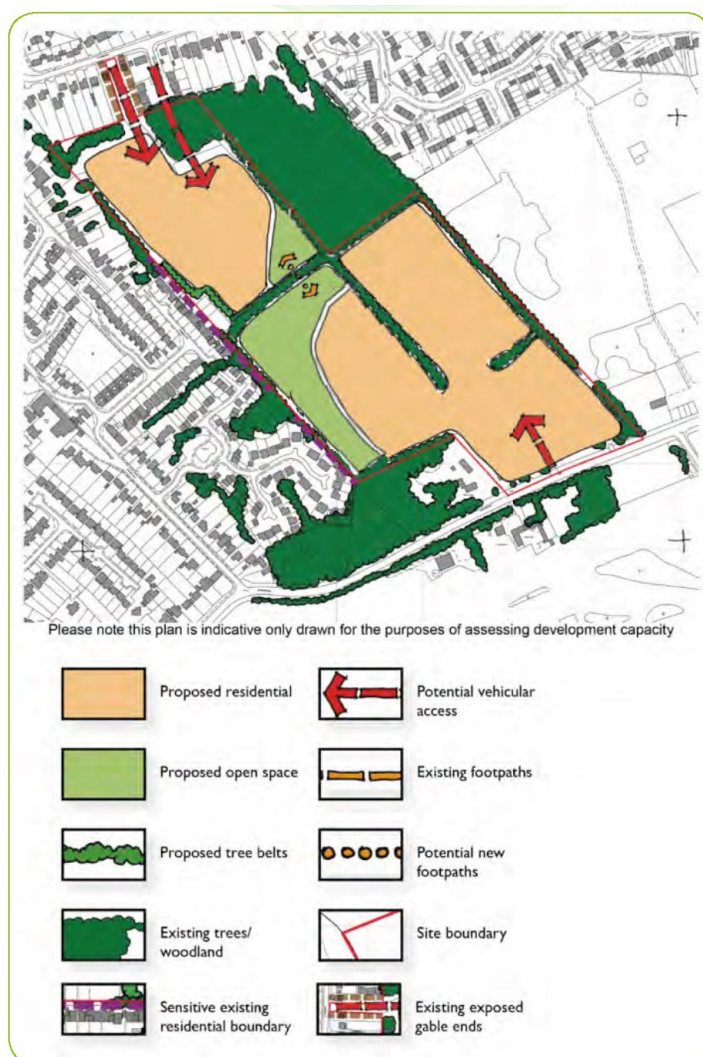 Please note this plan is indicative only drawn for the purposes of assessing development capacity
Proposed residential
Potential vehicular
access
Proposed open space
Existing footpaths
Proposed tree belts
Potential new
footpaths
Existing trees/
woodland
Site boundary
Sensitive existing
residential boundary
Existing exposed
gable ends